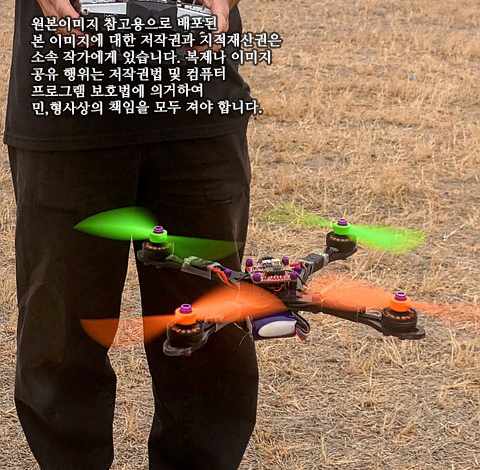 원본이미지 참고용으로 배포된
본 이미지에 대한 저작권과 지적재산권은
소속 작가에게 있습니다. 복제나 이미지
공유 행위는 저작권법 및 컴퓨터
프로그램 보호법에 의거하여
민,형사상의 책임을 모두 져야 합니다.